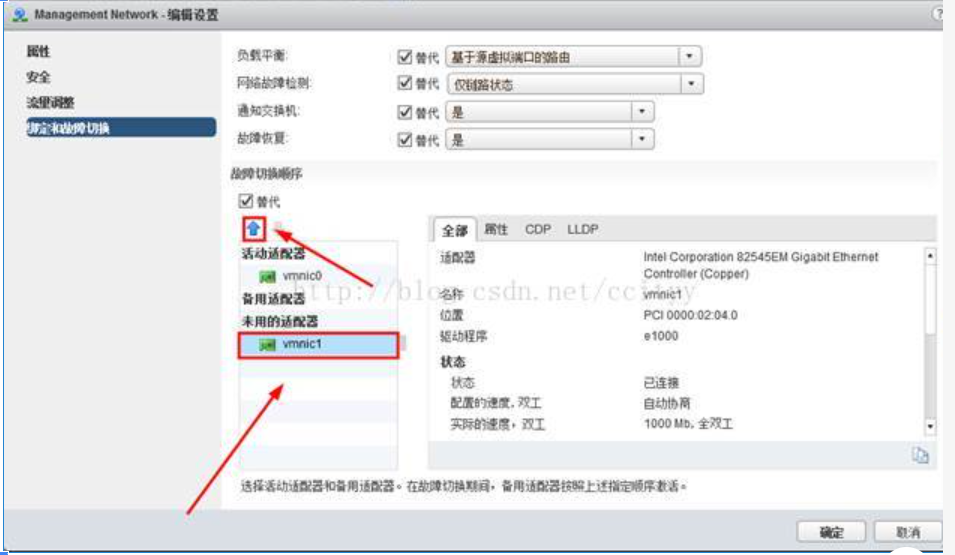 Management Network - 编辑设置
属性
安全
流量调整
绑定和故障切换
负载平衡: 替代 基于源虚拟端口的路由
网络故障检测: 替代 仅链路状态
通知交换机: 替代 是
故障恢复: 替代 是
故障切换顺序
替代
活动适配器
vmnic0
备用适配器
未用的适配器
vmnic1
全部 属性 CDP LLDP
适配器 Intel Corporation 82545EM Gigabit Ethernet
Controller (Copper)
名称 vmnic1
位置 PCI 0000:02:04.0
驱动程序 e1000
状态
状态 已连接
配置的速度, 双工 自动协商
实际的速度, 双工 1000 Mb, 全双工
选择活动适配器和备用适配器。在故障切换期间，备用适配器按照上述指定顺序激活。
确定 取消